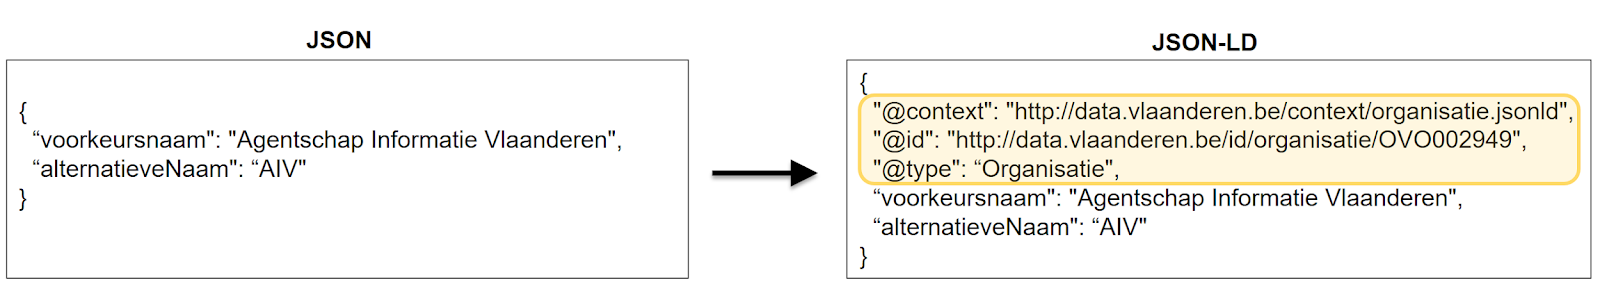 JSON
{
“voorkeursnaam": "Agentschap Informatie Vlaanderen",
“alternatieveNaam": “AIV"
}
JSON-LD
{
"@context": "http://data.vlaanderen.be/context/organisatie.jsonld",
"@id": "http://data.vlaanderen.be/id/organisatie/OVO002949",
"@type": “Organisatie",
“voorkeursnaam": "Agentschap Informatie Vlaanderen",
“alternatieveNaam": “AIV"
}